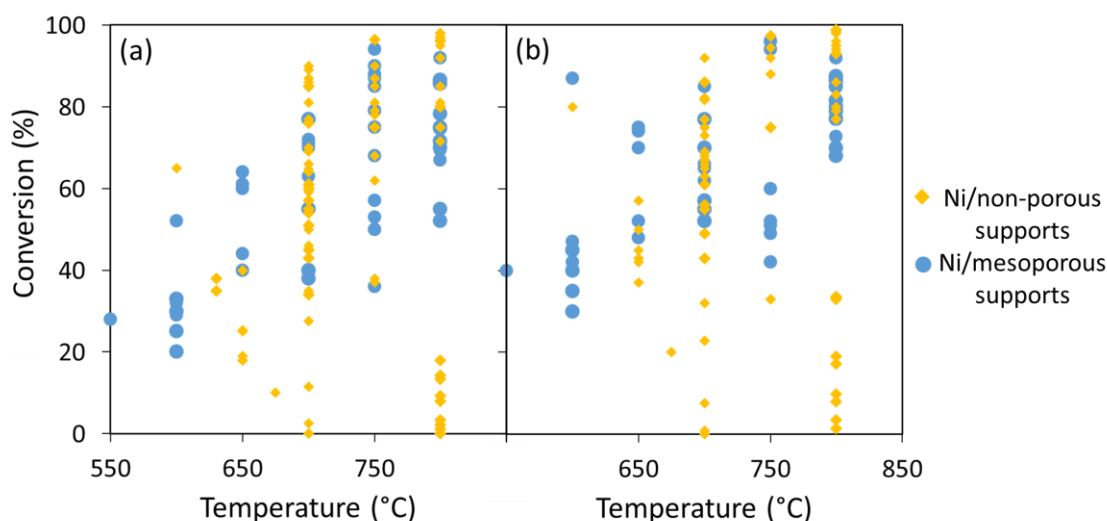 100
(a)
(b)
80
60
40
20
0
Conversion (%)
550
650
750
650
750
850
Temperature (°C)
Temperature (°C)
Ni/non-porous
supports
Ni/mesoporous
supports